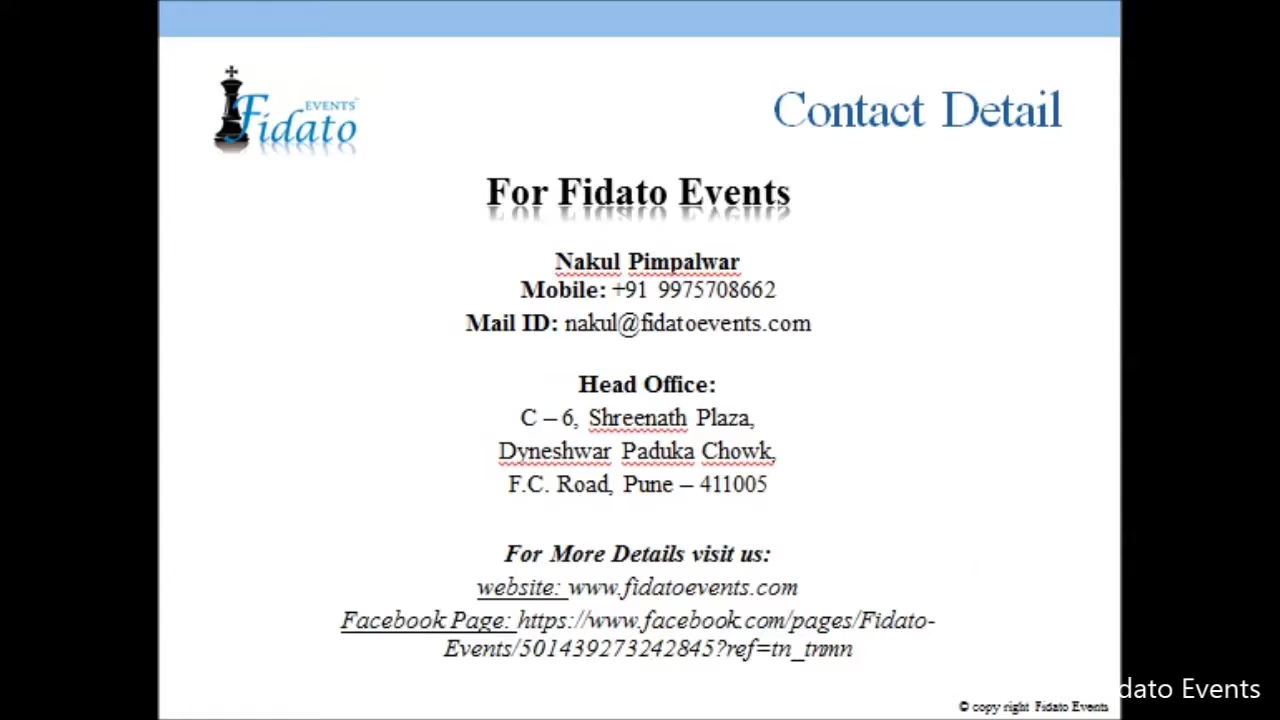 EVENTS
Fidato
Contact Detail
For Fidato Events
Nakul Pimpalwar
Mobile: +91 9975708662
Mail ID: nakul@fidatoevents.com
Head Office:
C – 6, Shreenath Plaza,
Dyneshwar Paduka Chowk,
F.C. Road, Pune – 411005
For More Details visit us:
website: www.fidatoevents.com
Facebook Page: https://www.facebook.com/pages/Fidato-
Events/501439273242845?ref=tn_tnmn
© copy right Fidato Events
dato Events